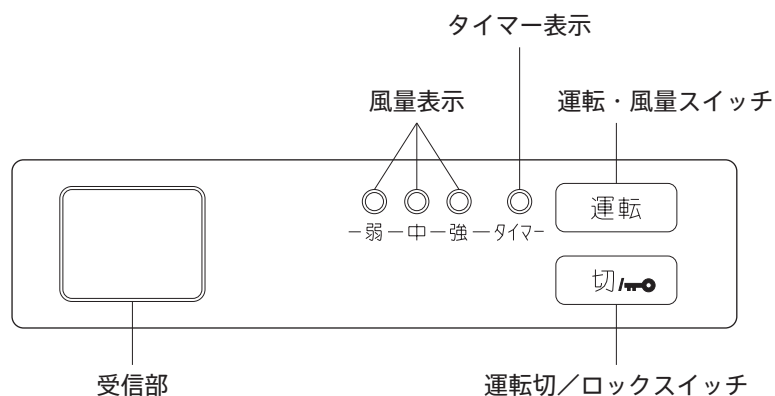 タイマー表示
風量表示
運転・風量スイッチ
運転
弱 中 強 タイマー
切/
受信部
運転切／ロックスイッチ